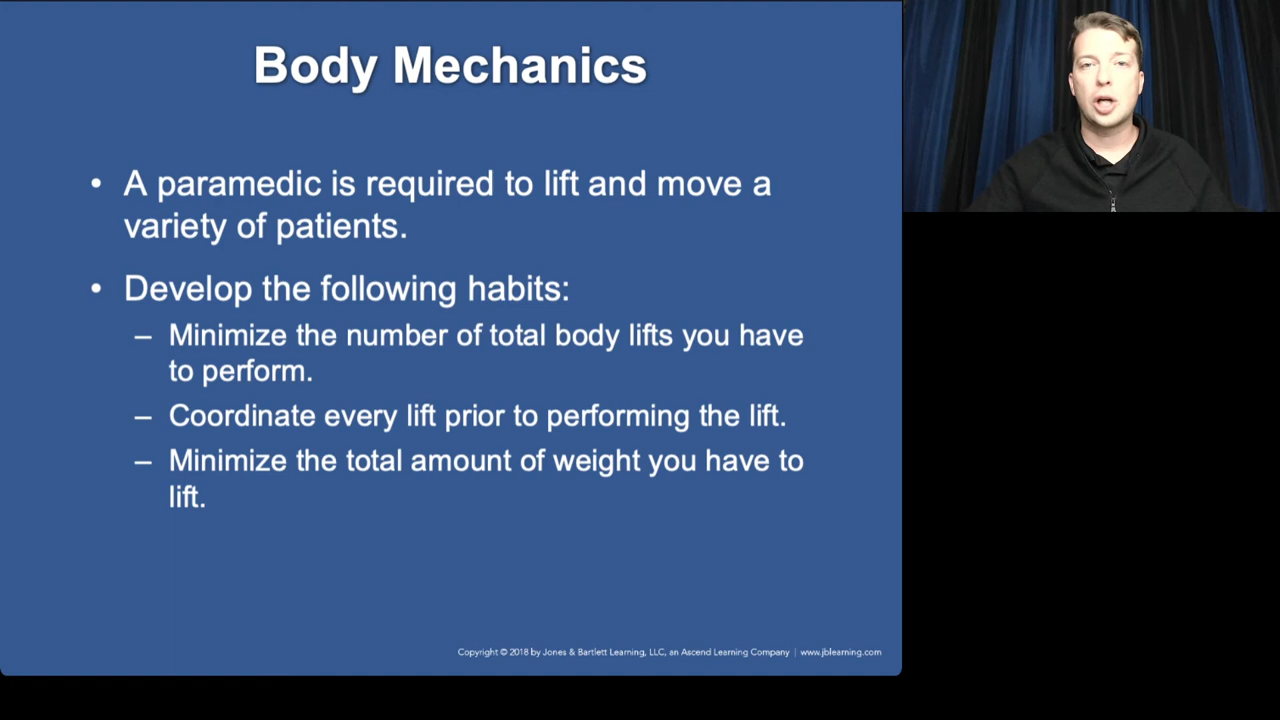 Body Mechanics
• A paramedic is required to lift and move a
variety of patients.
• Develop the following habits:
– Minimize the number of total body lifts you have
to perform.
– Coordinate every lift prior to performing the lift.
– Minimize the total amount of weight you have to
lift.
Copyright © 2018 by Jones & Bartlett Learning, LLC, an Ascend Learning Company | www.jblearning.com